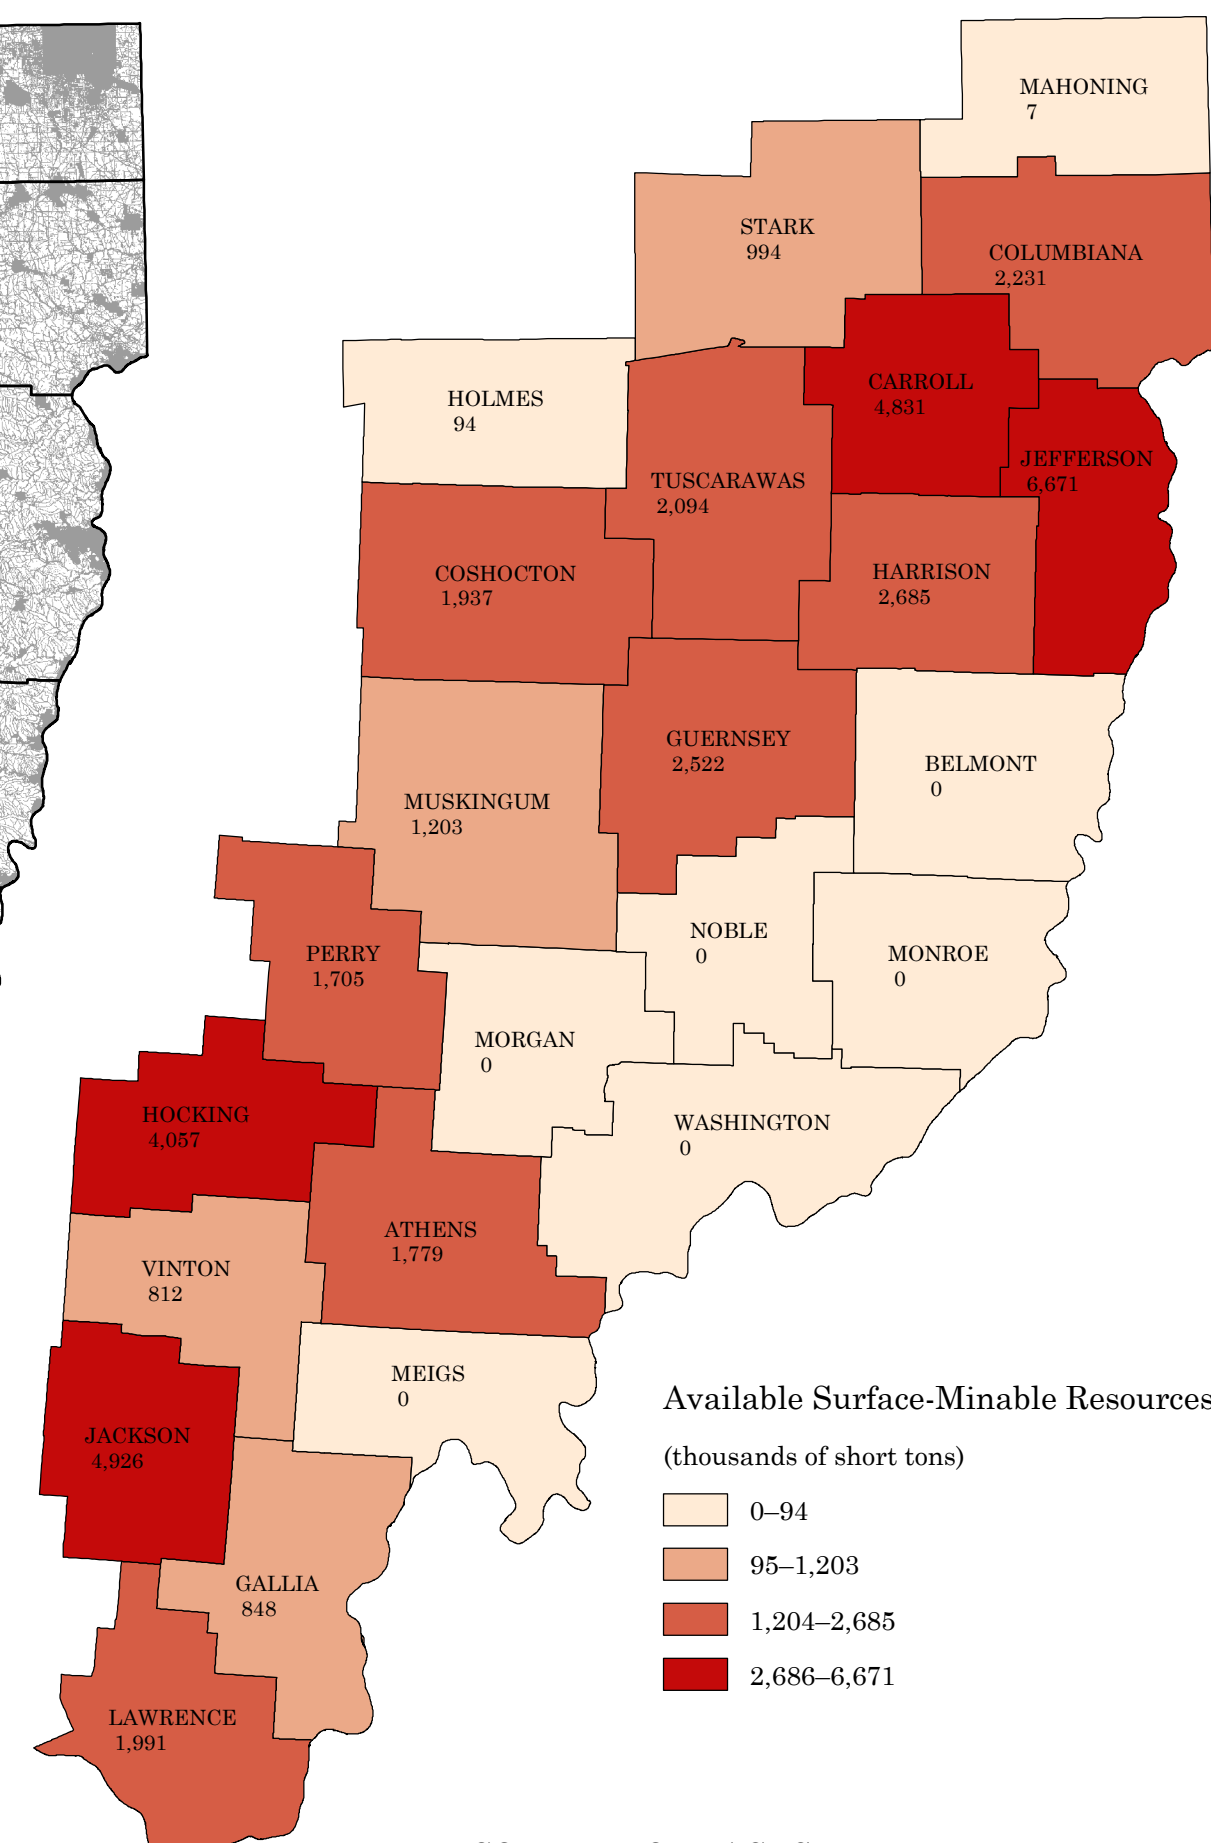 MAHONING
7
STARK
994
COLUMBIANA
2,231
CARROLL
4,831
HOLMES
94
JEFFERSON
6,671
TUSCARAWAS
2,094
COSHOCTON
1,937
HARRISON
2,685
GUERNSEY
2,522
BELMONT
0
MUSKINGUM
1,203
NOBLE
0
MONROE
0
PERRY
1,705
MORGAN
0
HOCKING
4,057
WASHINGTON
0
ATHENS
1,779
VINTON
812
MEIGS
0
JACKSON
4,926
GALLIA
848
LAWRENCE
1,991
Available Surface-Minable Resources
(thousands of short tons)
0–94
95–1,203
1,204–2,685
2,686–6,671